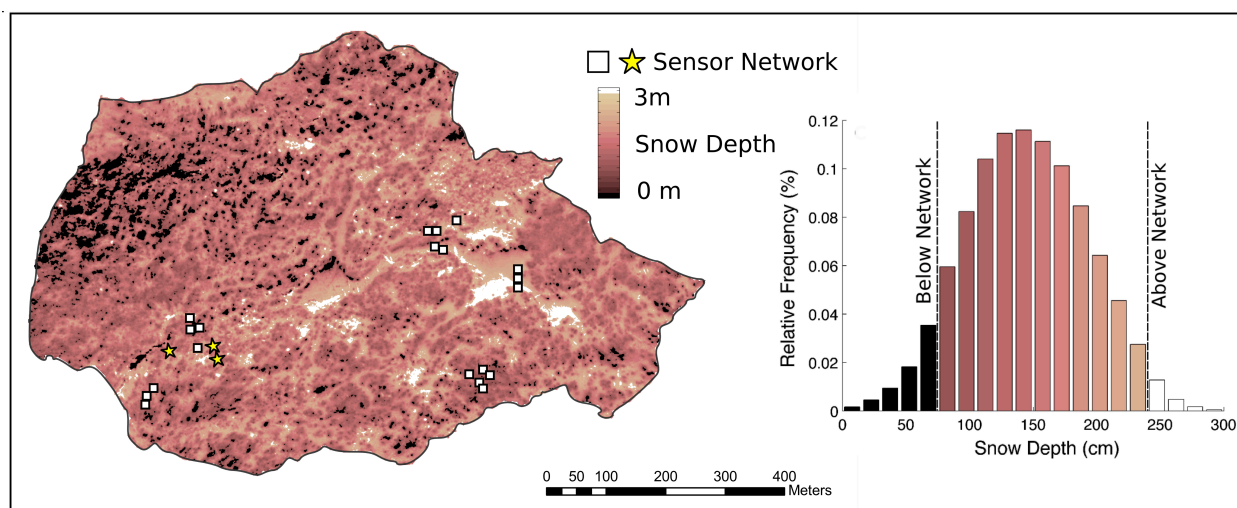 Sensor Network
3m
Snow Depth
0 m
0 50 100 200 300 400
Meters
Relative Frequency (%)
0.12
0.1
0.08
0.06
0.04
0.02
0
Below Network
Above Network
0 50 100 150 200 250 300
Snow Depth (cm)